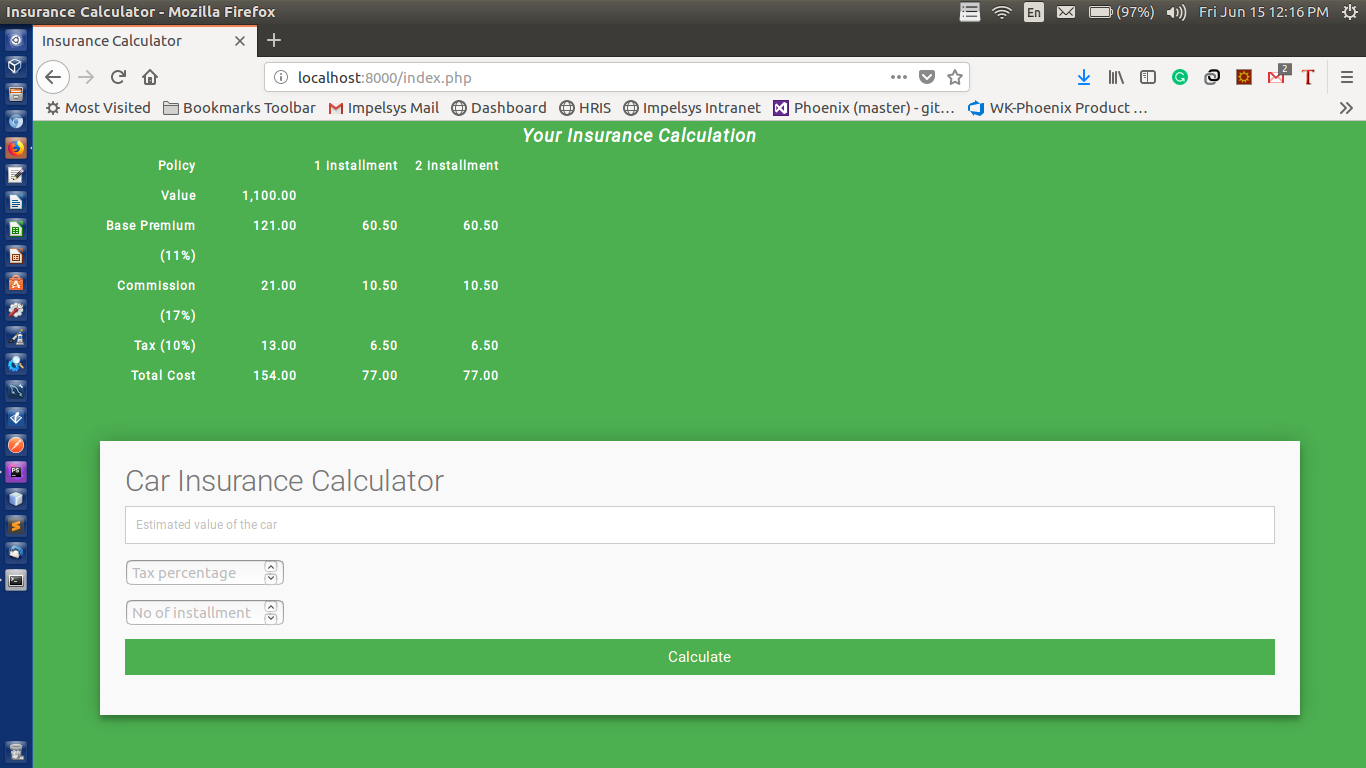 Insurance Calculator - Mozilla Firefox
En
(97%)
Fri Jun 15 12:16 PM
Insurance Calculator
localhost:8000/index.php
2
T
Most Visited
Bookmarks Toolbar
Impelsys Mail
Dashboard
HRIS
Impelsys Intranet
Phoenix (master) - git…
WK-Phoenix Product …
Your Insurance Calculation
Policy 1 installment 2 installment
Value 1,100.00
Base Premium 121.00 60.50 60.50
(11%)
Commission 21.00 10.50 10.50
(17%)
Tax (10%) 13.00 6.50 6.50
Total Cost 154.00 77.00 77.00
Car Insurance Calculator
Estimated value of the car
Tax percentage
No of installment
Calculate
PS